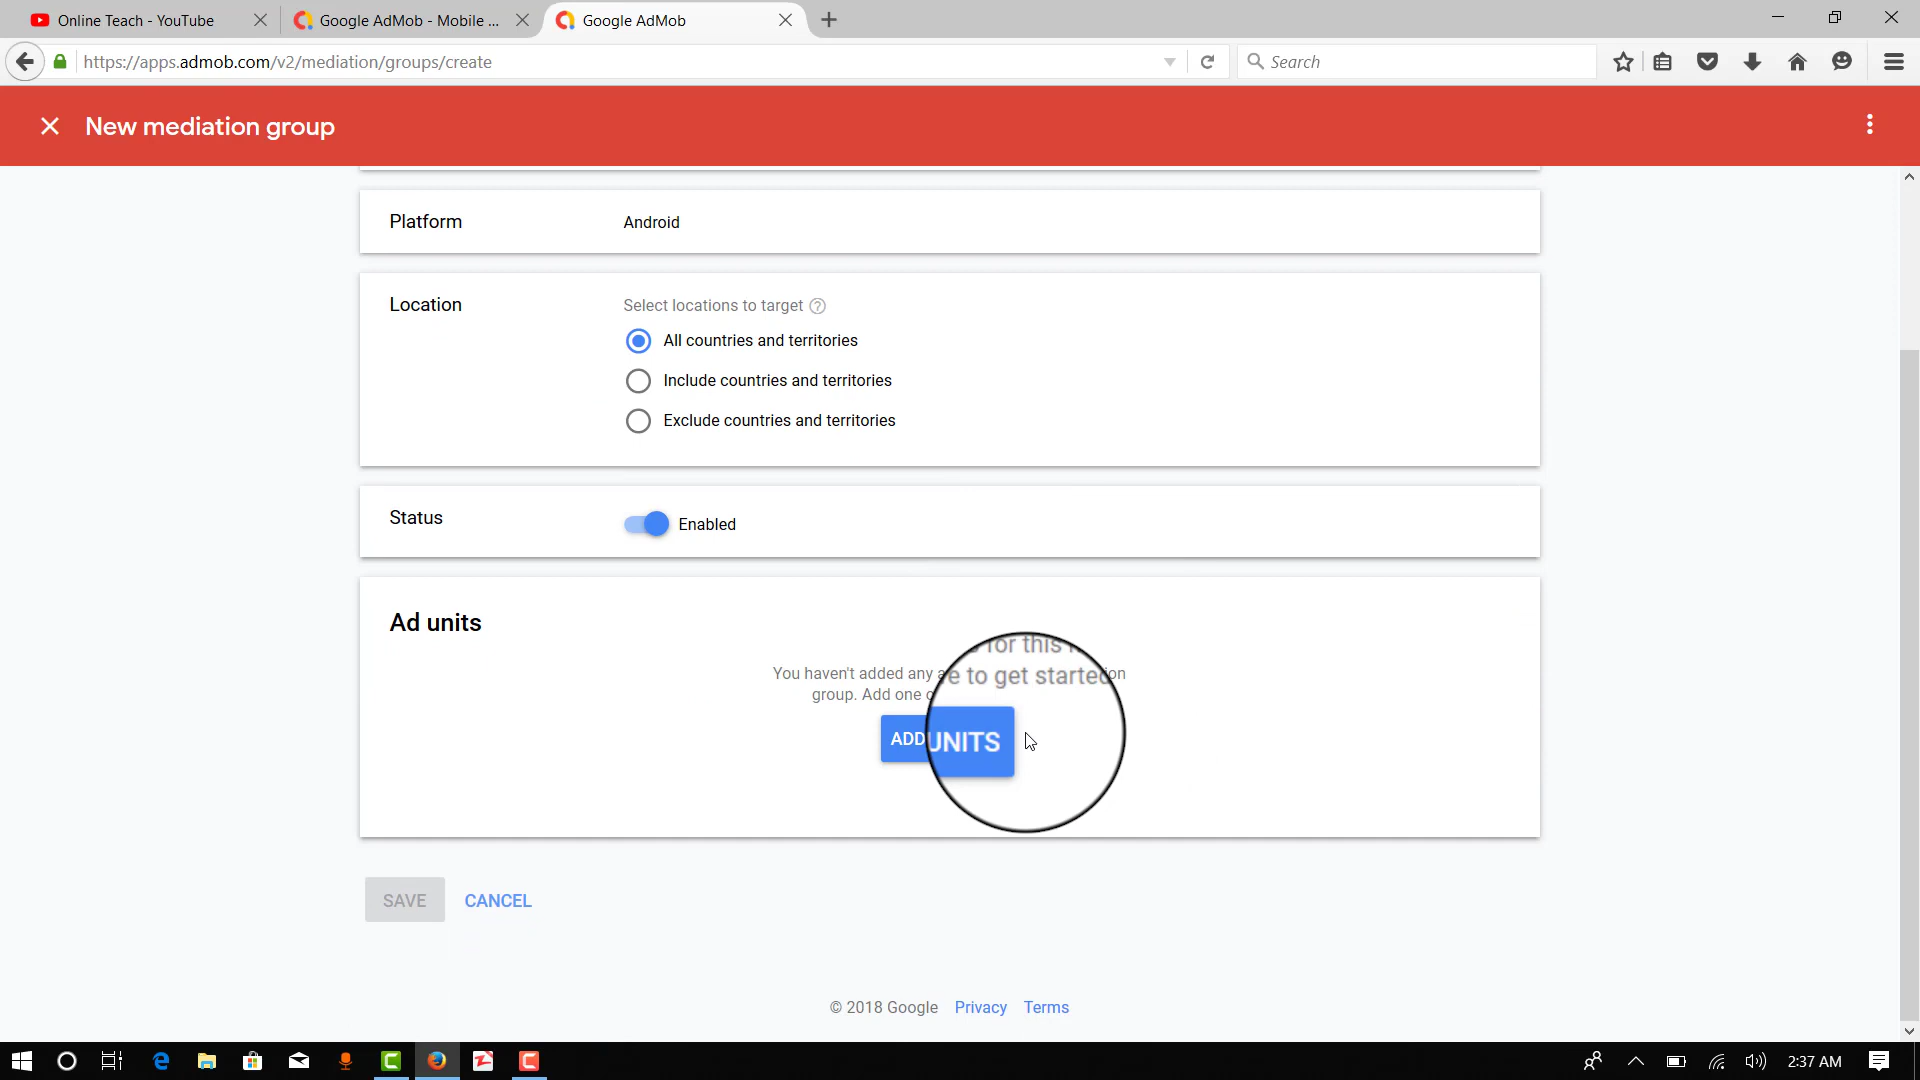 Online Teach - YouTube
Google AdMob - Mobile ...
Google AdMob
https://apps.admob.com/v2/mediation/groups/create
Search
New mediation group
Platform
Android
Location
Select locations to target
All countries and territories
Include countries and territories
Exclude countries and territories
Status
Enabled
Ad units
for this
You haven't added any
e to get started
on
group. Add one
ADD UNITS
SAVE
CANCEL
© 2018 Google Privacy Terms
2:37 AM